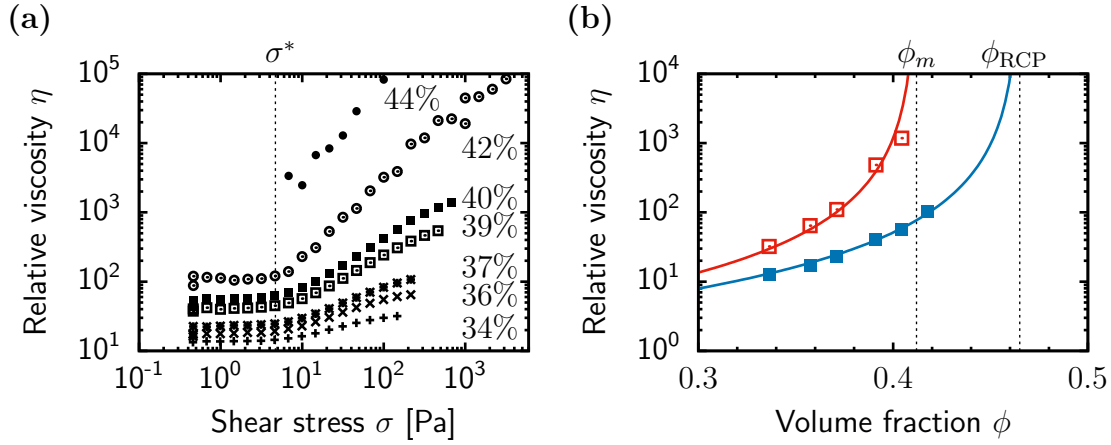 (a)
σ*
Relative viscosity η
10^5
10^4
10^3
10^2
10^1
44%
42%
40%
39%
37%
36%
34%
10^-1
10^0
10^1
10^2
10^3
Shear stress σ [Pa]
(b)
ϕ_m
ϕ_RCP
Relative viscosity η
10^4
10^3
10^2
10^1
10^0
0.3
0.4
0.5
Volume fraction ϕ